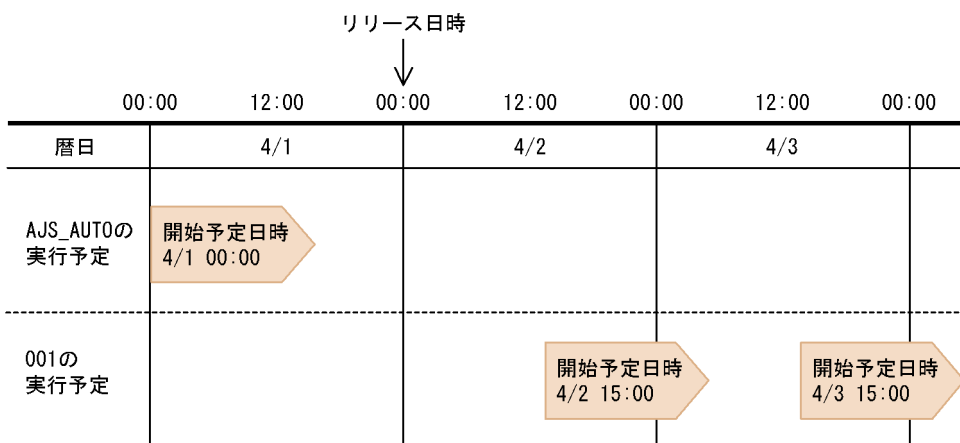 リリース日時
00:00 12:00 00:00 12:00 00:00 12:00 00:00
暦日 4/1 4/2 4/3
AJS_AUTOの
実行予定
開始予定日時
4/1 00:00
001の
実行予定
開始予定日時
4/2 15:00
開始予定日時
4/3 15:00